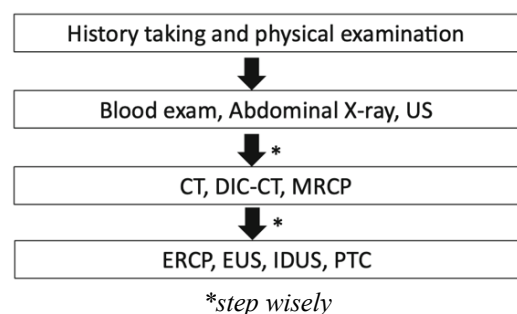 History taking and physical examination
Blood exam, Abdominal X-ray, US
*
CT, DIC-CT, MRCP
*
ERCP, EUS, IDUS, PTC
*step wisely